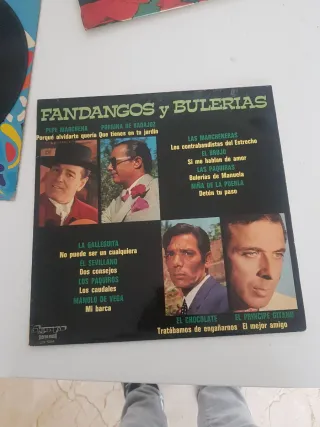 FANDANGOS y BULERIAS
PEPE MARCHENA
Porqué olvidarte quería
PORRINA DE BADAJOZ
Que tienes en tu jardín
LAS MARCHENERAS
Los contrabandistas del Estrecho
EL BRUJO
Si me hablan de amor
LAS PAQUIRAS
Bulerías de Manuela
NIÑA DE LA PUEBLA
Detén tu paso
LA GALLEGUITA
No puede ser un cualquiera
EL SEVILLANO
Dos consejos
LOS PAQUIROS
Los caudales
MANOLO DE VEGA
Mi barca
EL CHOCOLATE
Tratábamos de engañarnos
EL PRINCIPE GITANO
El mejor amigo